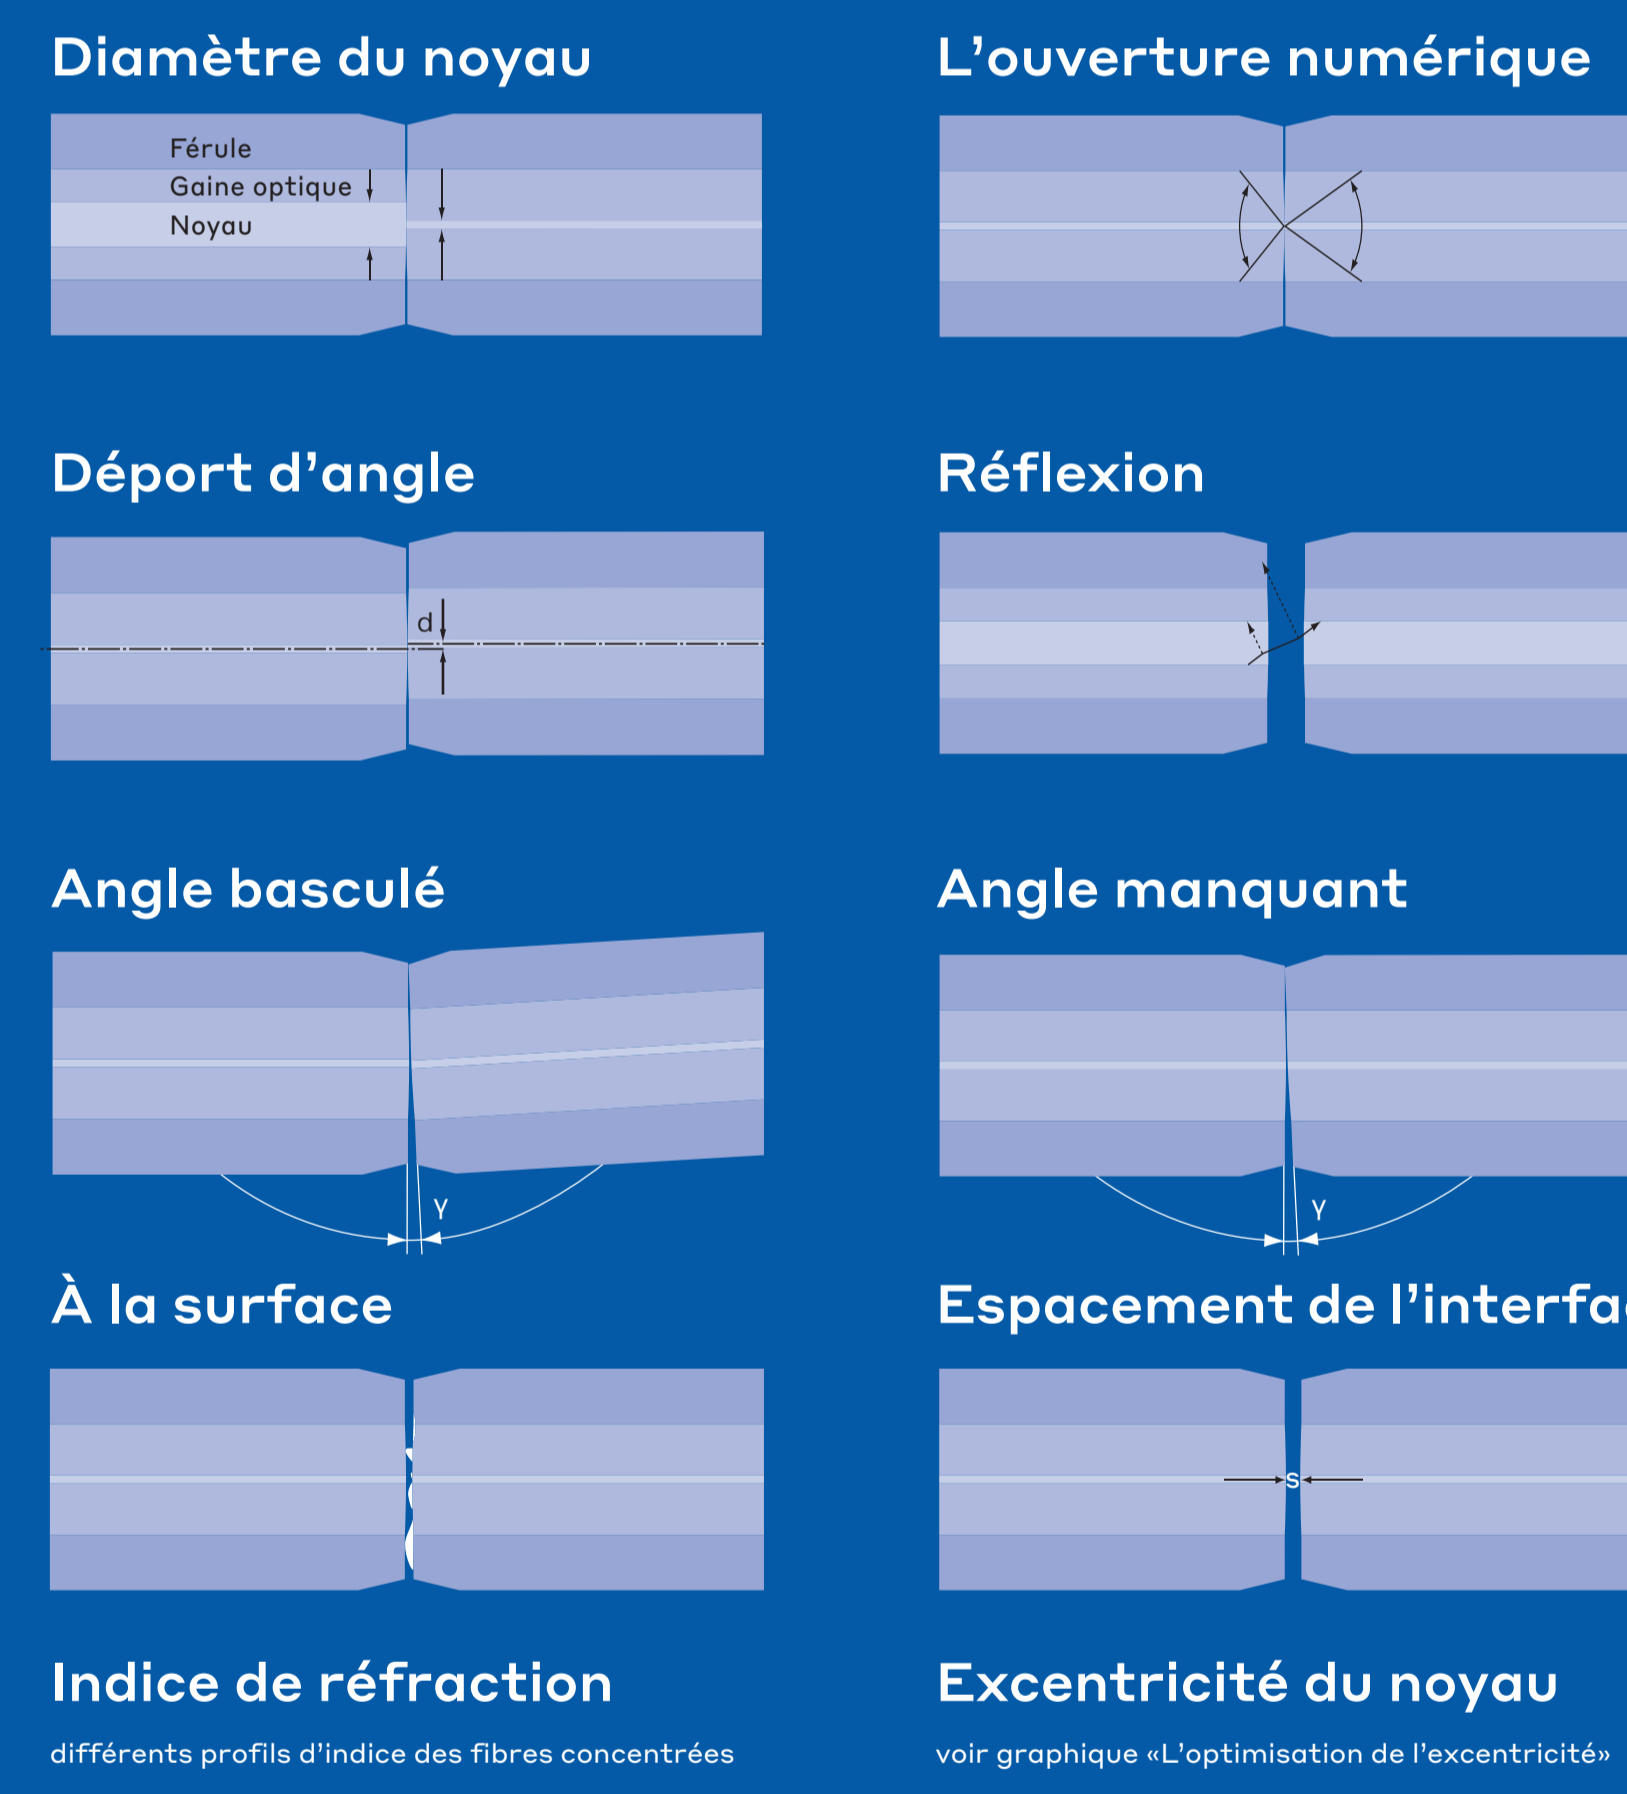 Diamètre du noyau
Férule
Gaine optique
Noyau
L’ouverture numérique
Déport d’angle
d
Réflexion
Angle basculé
γ
Angle manquant
γ
À la surface
Espacement de
s
Indice de réfraction
différents profils d’indice des fibres concentrées
Excentricité du noyau
voir graphique «L’optimisation de l’excentricité»